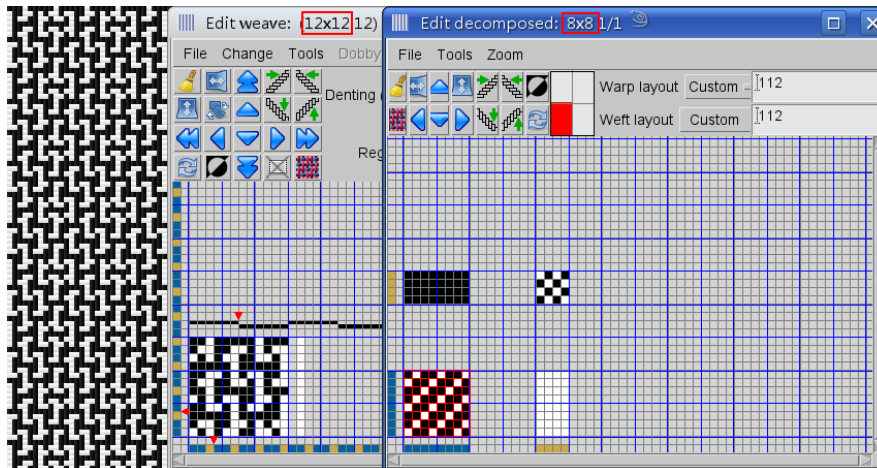 Edit weave: (12x12 12)
Edit decomposed: 8x8 1/1
File Change Tools Dobby
File Tools Zoom
Denting
Warp layout Custom 112
Weft layout Custom 112
Reg